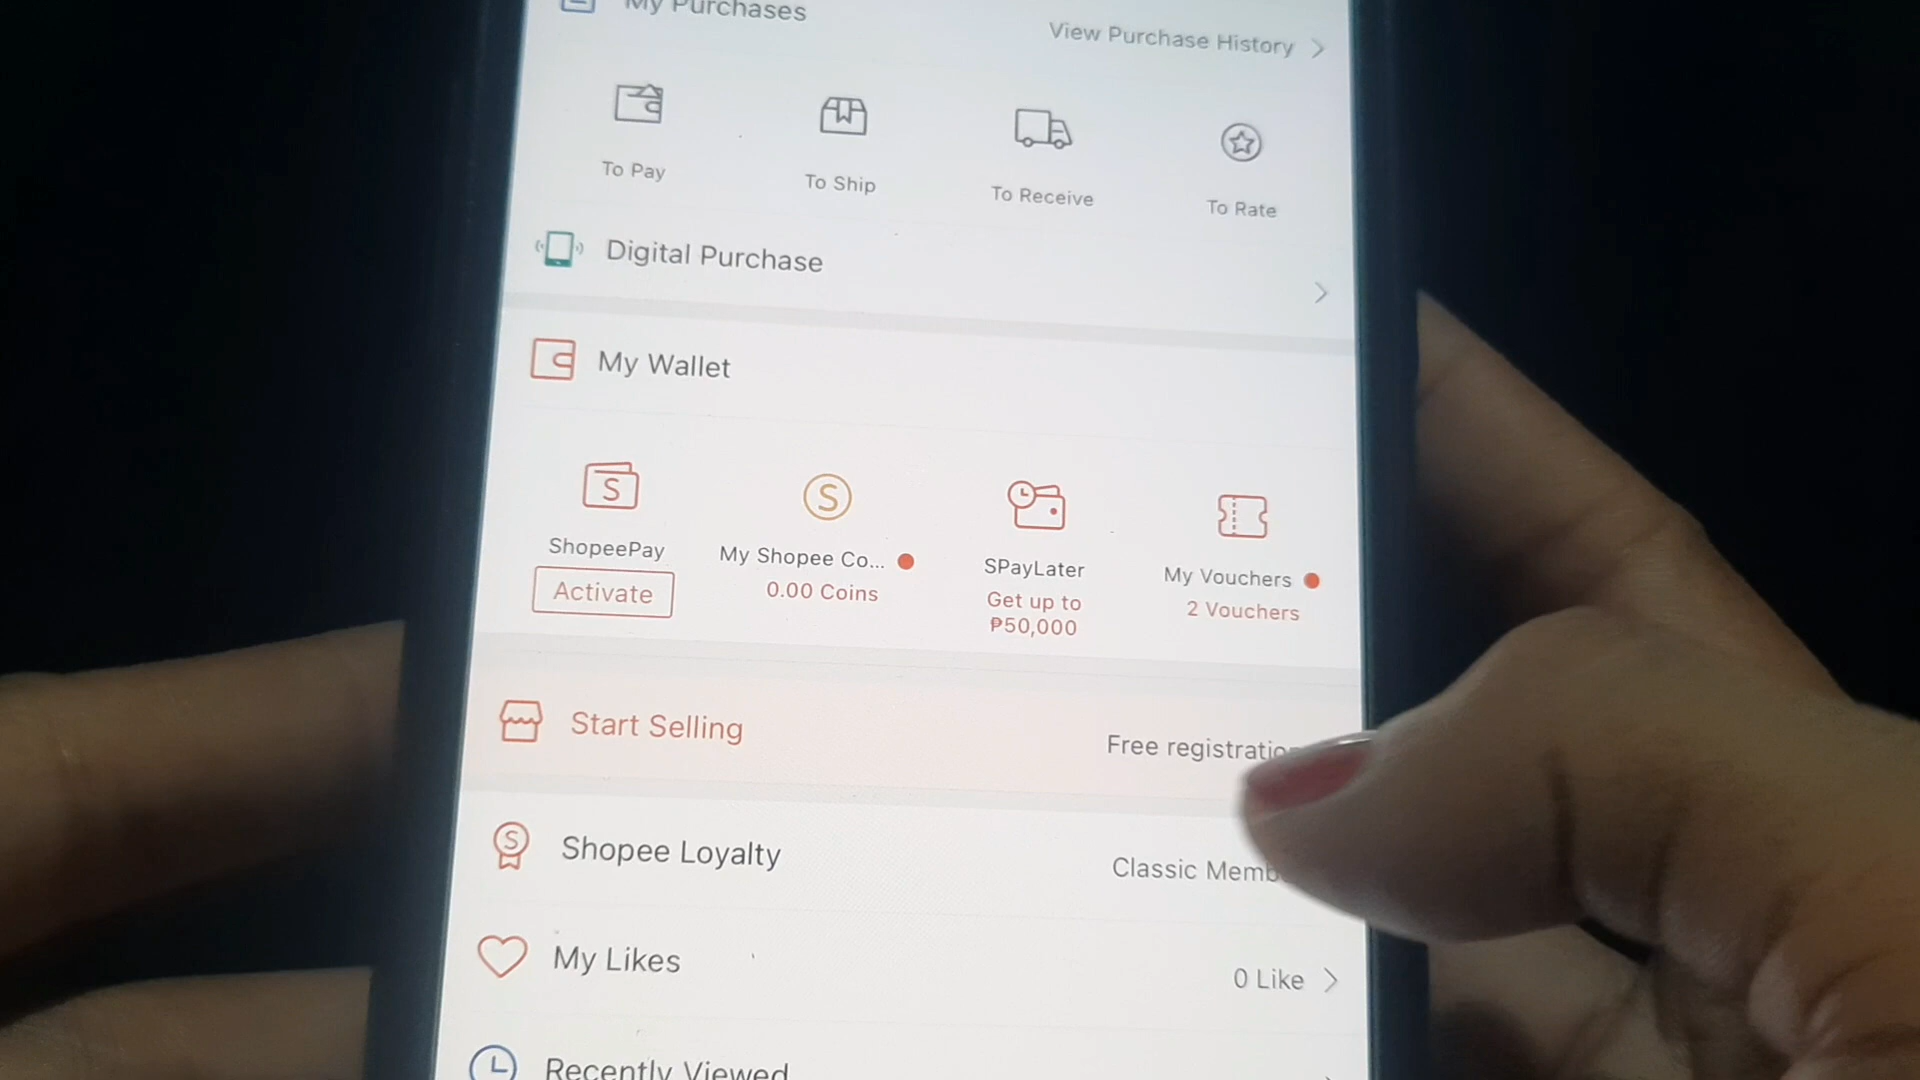 My Purchases
View Purchase History
To Pay
To Ship
To Receive
To Rate
Digital Purchase
My Wallet
ShopeePay
Activate
My Shopee Co...
0.00 Coins
SPayLater
Get up to
₱50,000
My Vouchers
2 Vouchers
Start Selling
Free
Shopee Loyalty
Classic
My Likes
0 Like
Recently Viewed